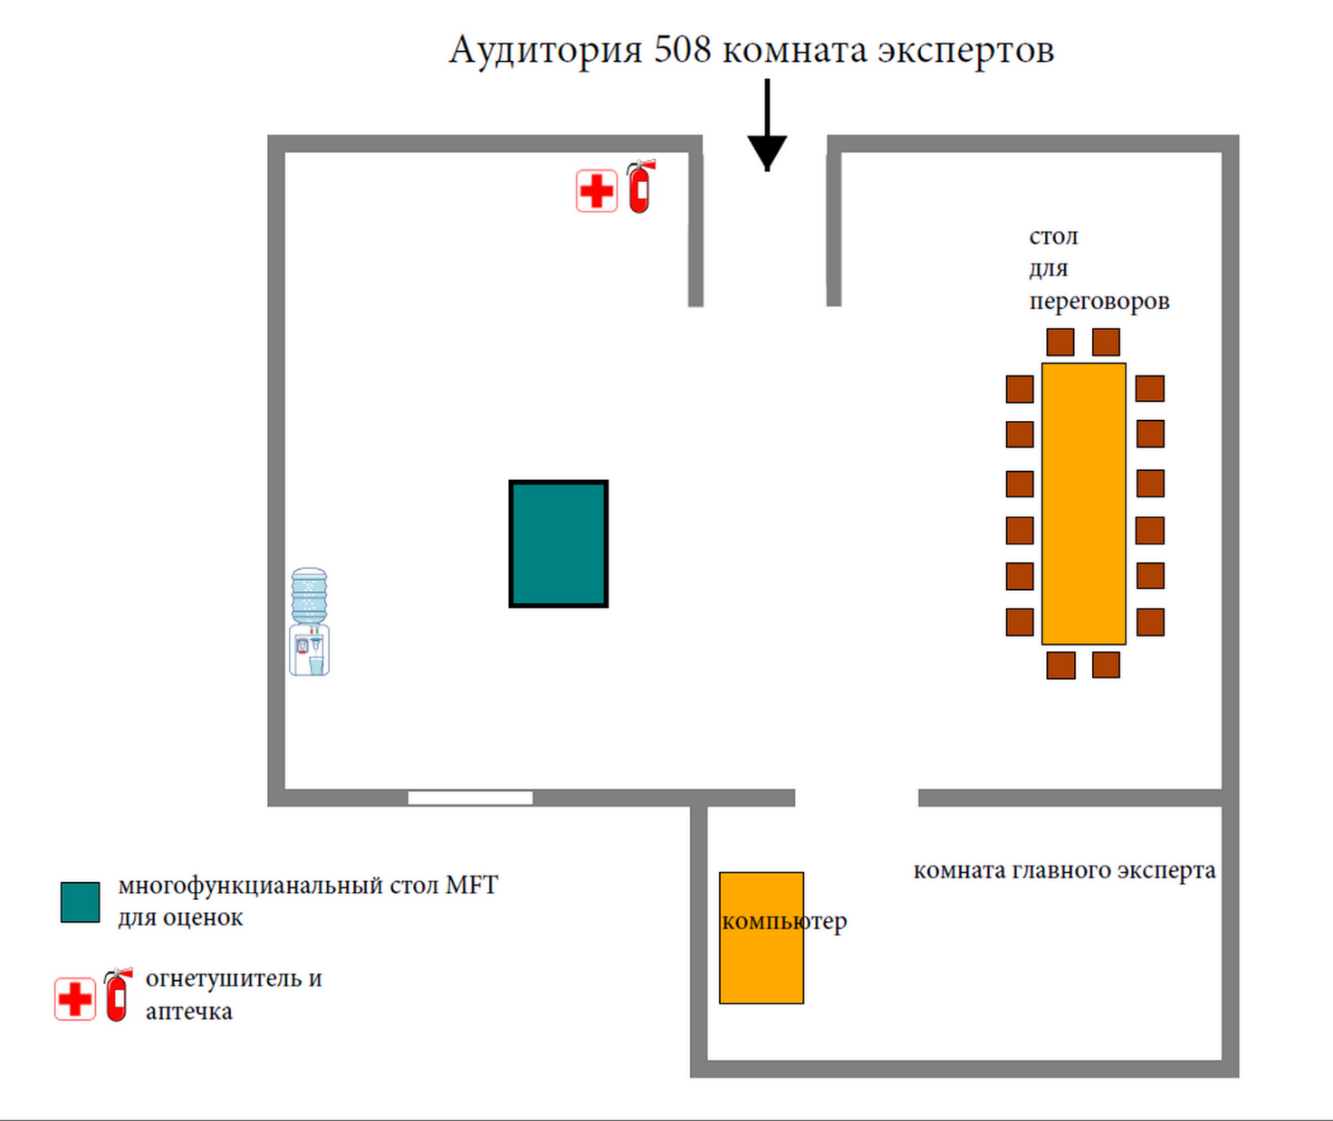 Аудитория 508 комната экспертов
стол
для
переговоров
комната главного эксперта
компьютер
многофункцианальный стол MFT
для оценок
огнетушитель и
аптечка